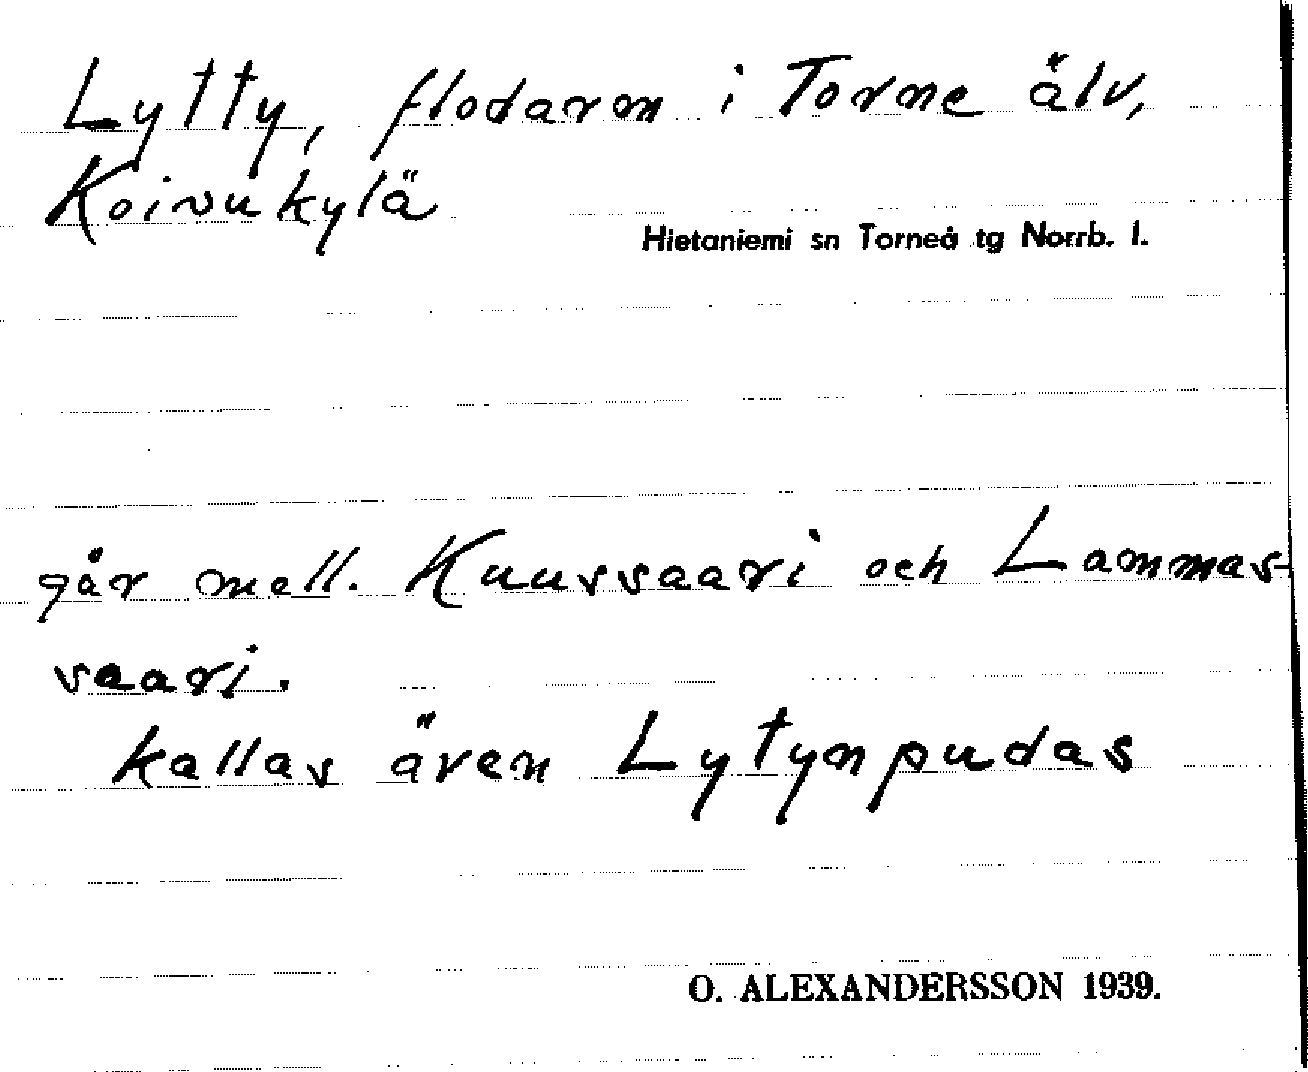 Lytty, flodarm i Torne älv,
Koivukylä
Hietaniemi sn Torneå tg Norrb. l.
går mell. Kuussaari och Lammas-
saari.
kallas även Lytynpudas
O. ALEXANDERSSON 1939.